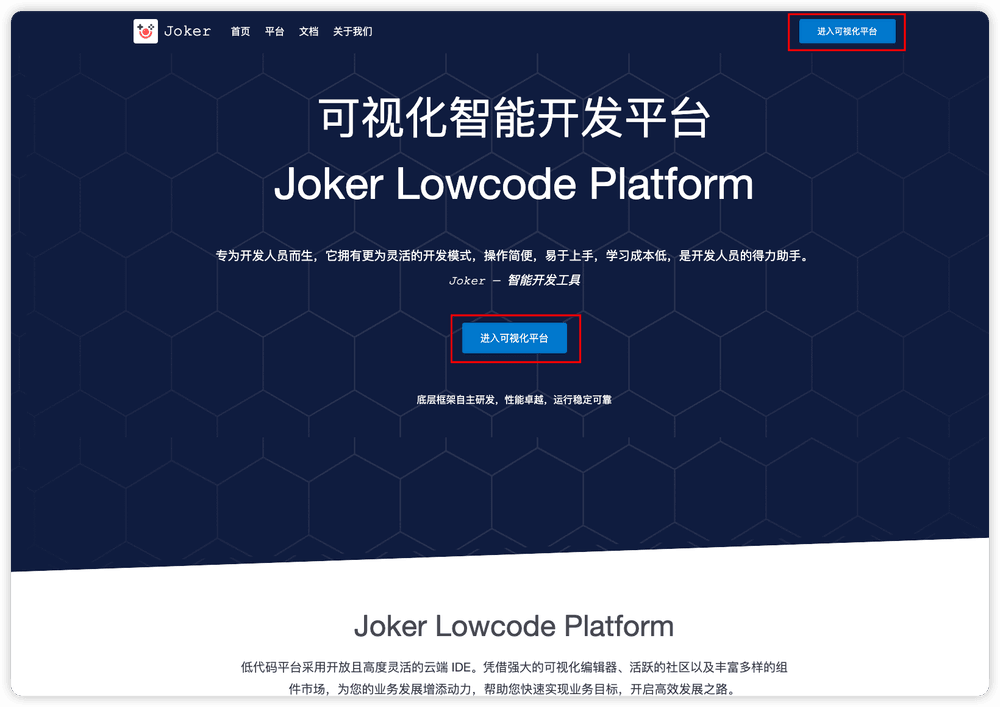 Joker 首页 平台 文档 关于我们 进入可视化平台
可视化智能开发平台
Joker Lowcode Platform
专为开发人员而生，它拥有更为灵活的开发模式，操作简便，易于上手，学习成本低，是开发人员的得力助手。
Joker — 智能开发工具
进入可视化平台
底层框架自主研发，性能卓越，运行稳定可靠
Joker Lowcode Platform
低代码平台采用开放且高度灵活的云端 IDE。凭借强大的可视化编辑器、活跃的社区以及丰富多样的组
件市场，为您的业务发展增添动力，帮助您快速实现业务目标，开启高效发展之路。